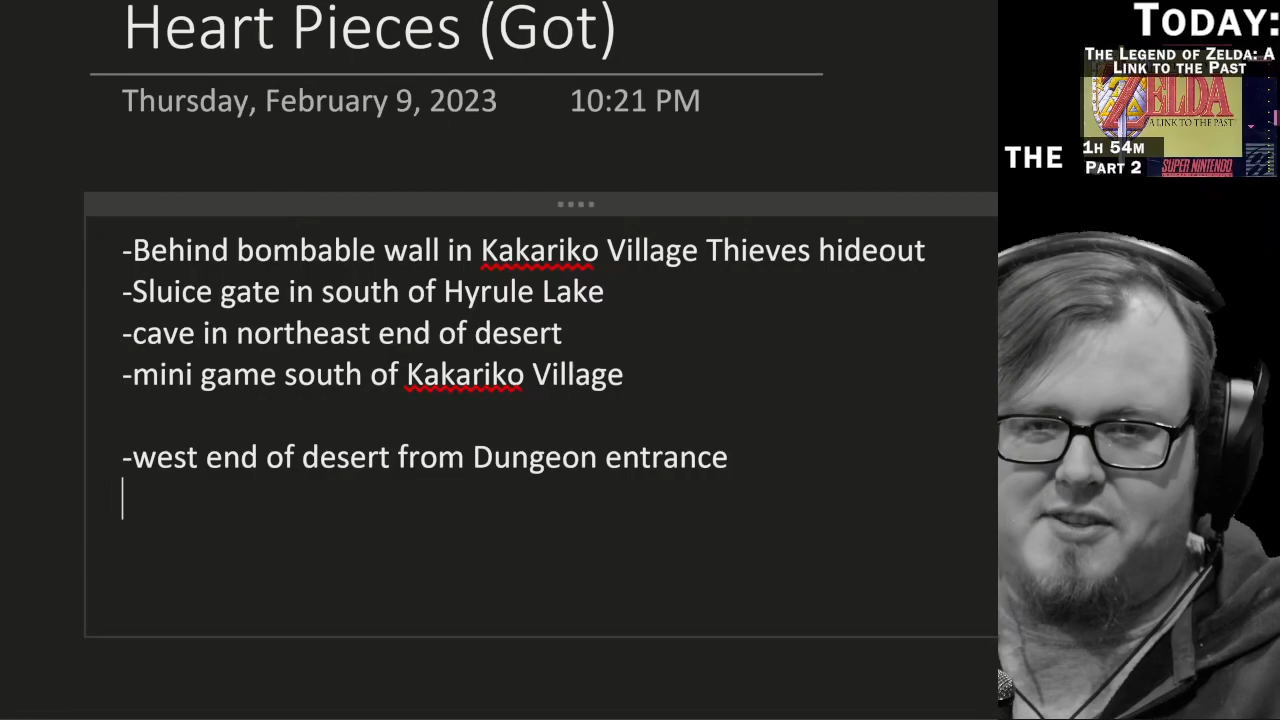 Heart Pieces (Got)
Thursday, February 9, 2023 10:21 PM
-Behind bombable wall in Kakariko Village Thieves hideout
-Sluice gate in south of Hyrule Lake
-cave in northeast end of desert
-mini game south of Kakariko Village
-west end of desert from Dungeon entrance
TODAY:
THE LEGEND OF ZELDA: A
LINK TO THE PAST
ZELDA
A LINK TO THE PAST
THE
1H 54M
PART 2
SUPER NINTENDO